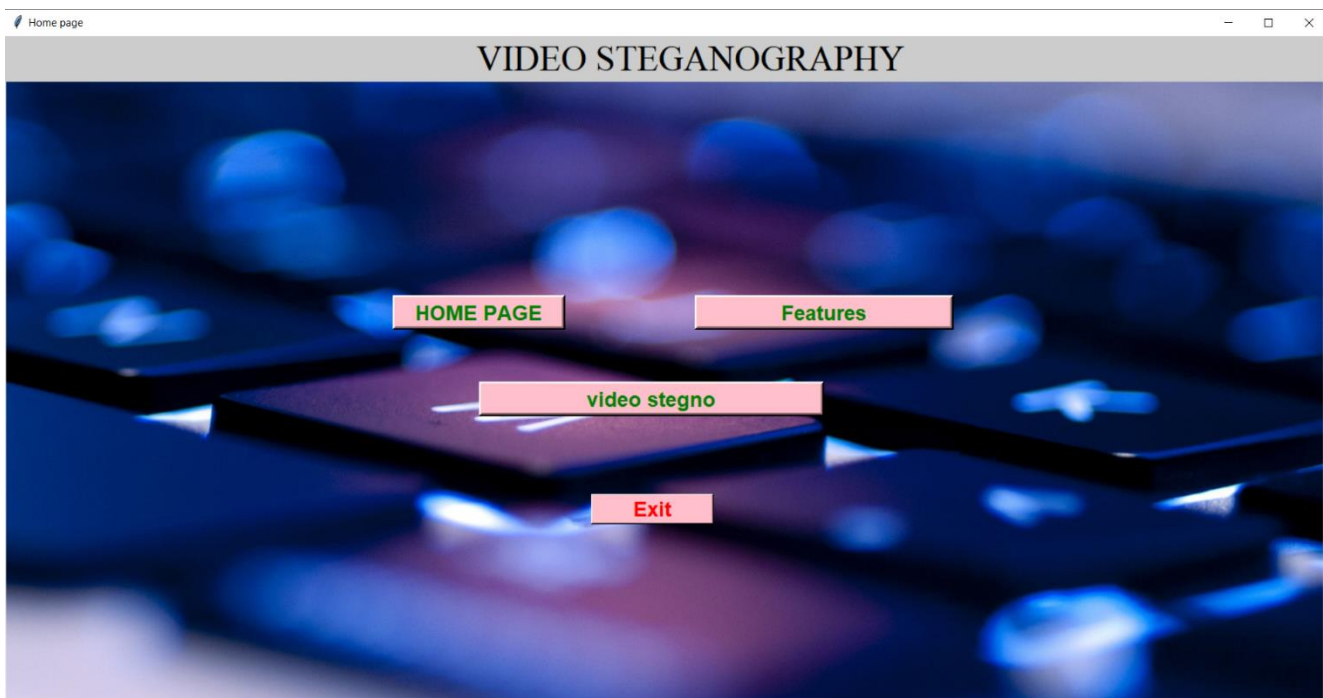 Home page
VIDEO STEGANOGRAPHY
HOME PAGE
Features
video stegno
Exit